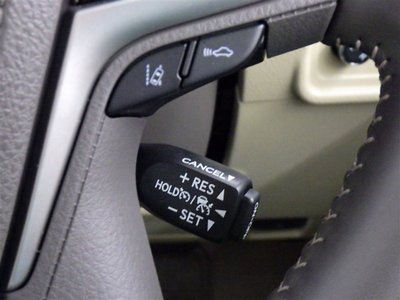 CANCEL▼
+ RES ▲
HOLD / ◀
− SET ▼